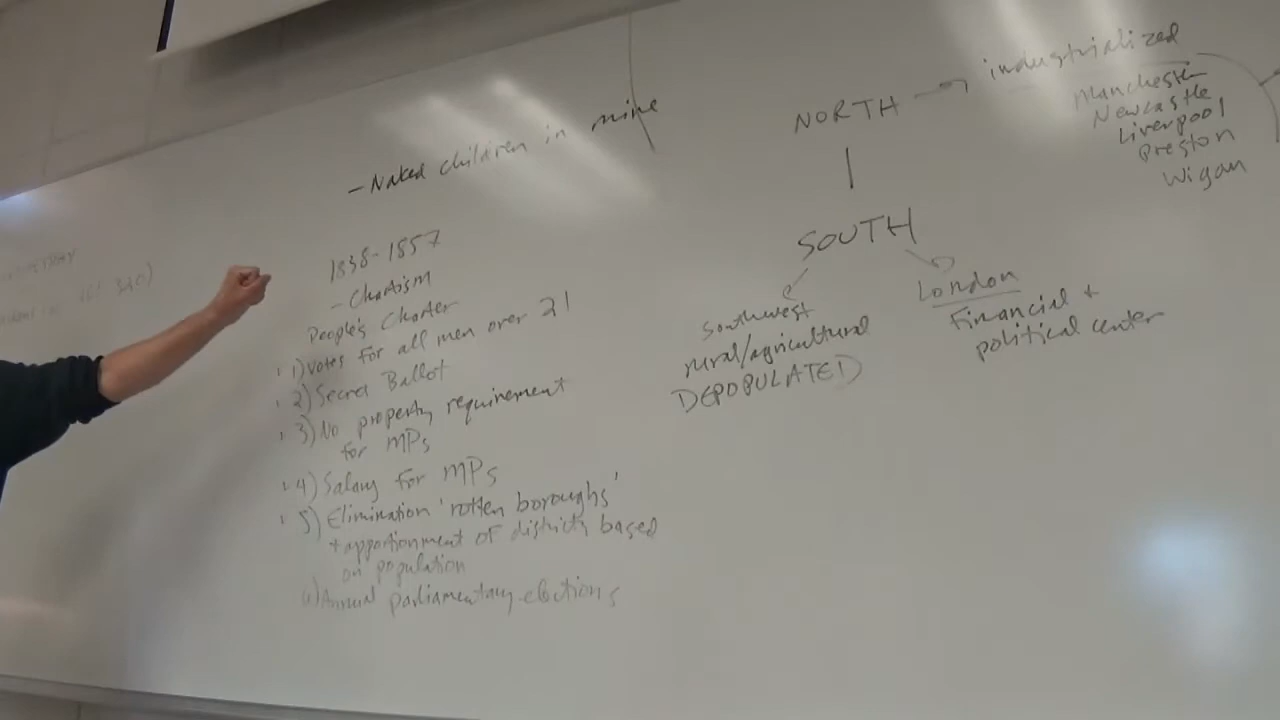 - Naked children in mine
1838-1857
- Chartism
People's Charter
1) Votes for all men over 21
2) Secret Ballot
3) No property requirement
for MPs
4) Salary for MPs
5) Elimination 'rotten boroughs'
+ apportionment of districts based
on population
6) Annual parliamentary elections
NORTH → industrialized
Manchester
Newcastle
Liverpool
Preston
Wigan
SOUTH
Southwest
rural/agricultural
DEPOPULATED
London
Financial +
political center